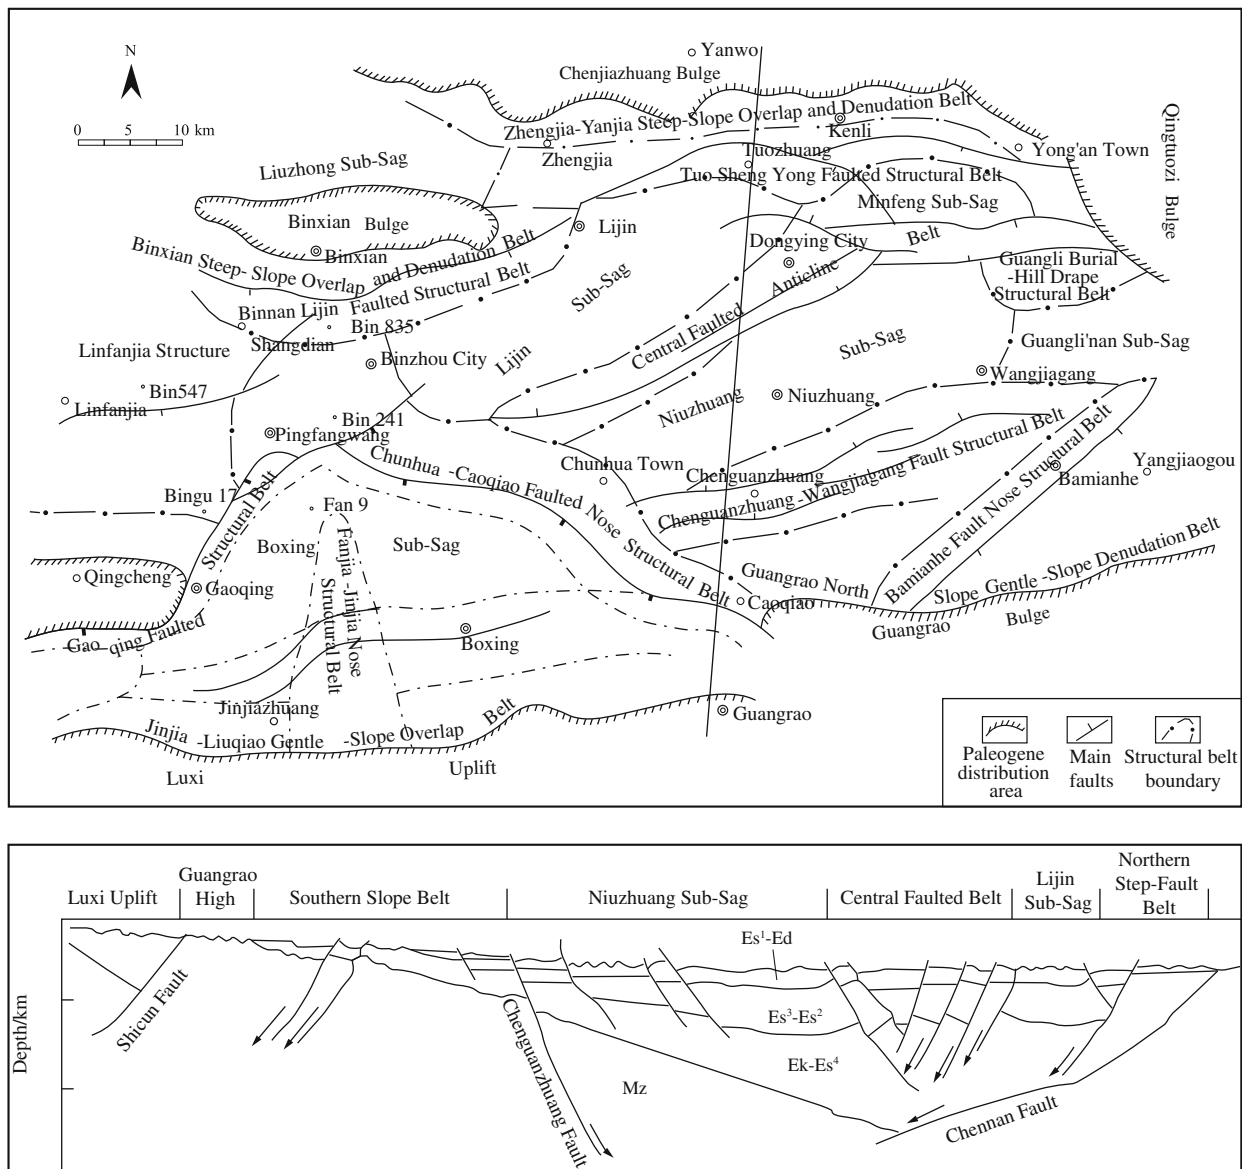 N
0 5 10 km
Yanwo
Chenjiazhuang Bulge
Zhengjia-Yanjia Steep-Slope Overlap and Denudation Belt
Kenli
Zhengjia
Tuozhuang
Yong'an Town
Qingtuozi Bulge
Liuzhong Sub-Sag
Tuo Sheng Yong Faulted Structural Belt
Minfeng Sub-Sag
Binxian Bulge
Binxian
Lijin
Dongying City
Belt
Binxian Steep- Slope Overlap and Denudation Belt
Guangli Burial
-Hill Drape
Structural Belt
Binnan Lijin Faulted Structural Belt
Bin 835
Shangdian
Lijin Sub-Sag
Central Faulted Anticline
Linfanjia Structure
Binzhou City
Guangli'nan Sub-Sag
Bin547
Linfanjia
Niuzhuang Sub-Sag
Wangjiagang
Niuzhuang
Bin 241
Pingfangwang
Chunhua Town
Chenguanzhuang
Yangjiaogou
Bamianhe
Chunhua -Caoqiao Faulted Nose Structural Belt
Chenguanzhuang -Wangjiagang Fault Structural Belt
Bamianhe Fault Nose Structural Belt
Bingu 17
Fan 9
Boxing Sub-Sag
Fanjia -Jinjia Nose
Structural Belt
Qingcheng
Gaoqing
Gao qing Faulted Structural Belt
Guangrao North Slope Gentle -Slope Denudation Belt
Caoqiao
Guangrao Bulge
Boxing
Jinjiazhuang
Guangrao
Jinjia -Liuqiao Gentle -Slope Overlap Belt
Luxi Uplift
Paleogene
distribution
area
Main
faults
Structural belt
boundary
Luxi Uplift
Guangrao
High
Southern Slope Belt
Niuzhuang Sub-Sag
Central Faulted Belt
Lijin
Sub-Sag
Northern
Step-Fault
Belt
Depth/km
Es¹-Ed
Es³-Es²
Ek-Es⁴
Mz
Shicun Fault
Chenguanzhuang Fault
Chennan Fault